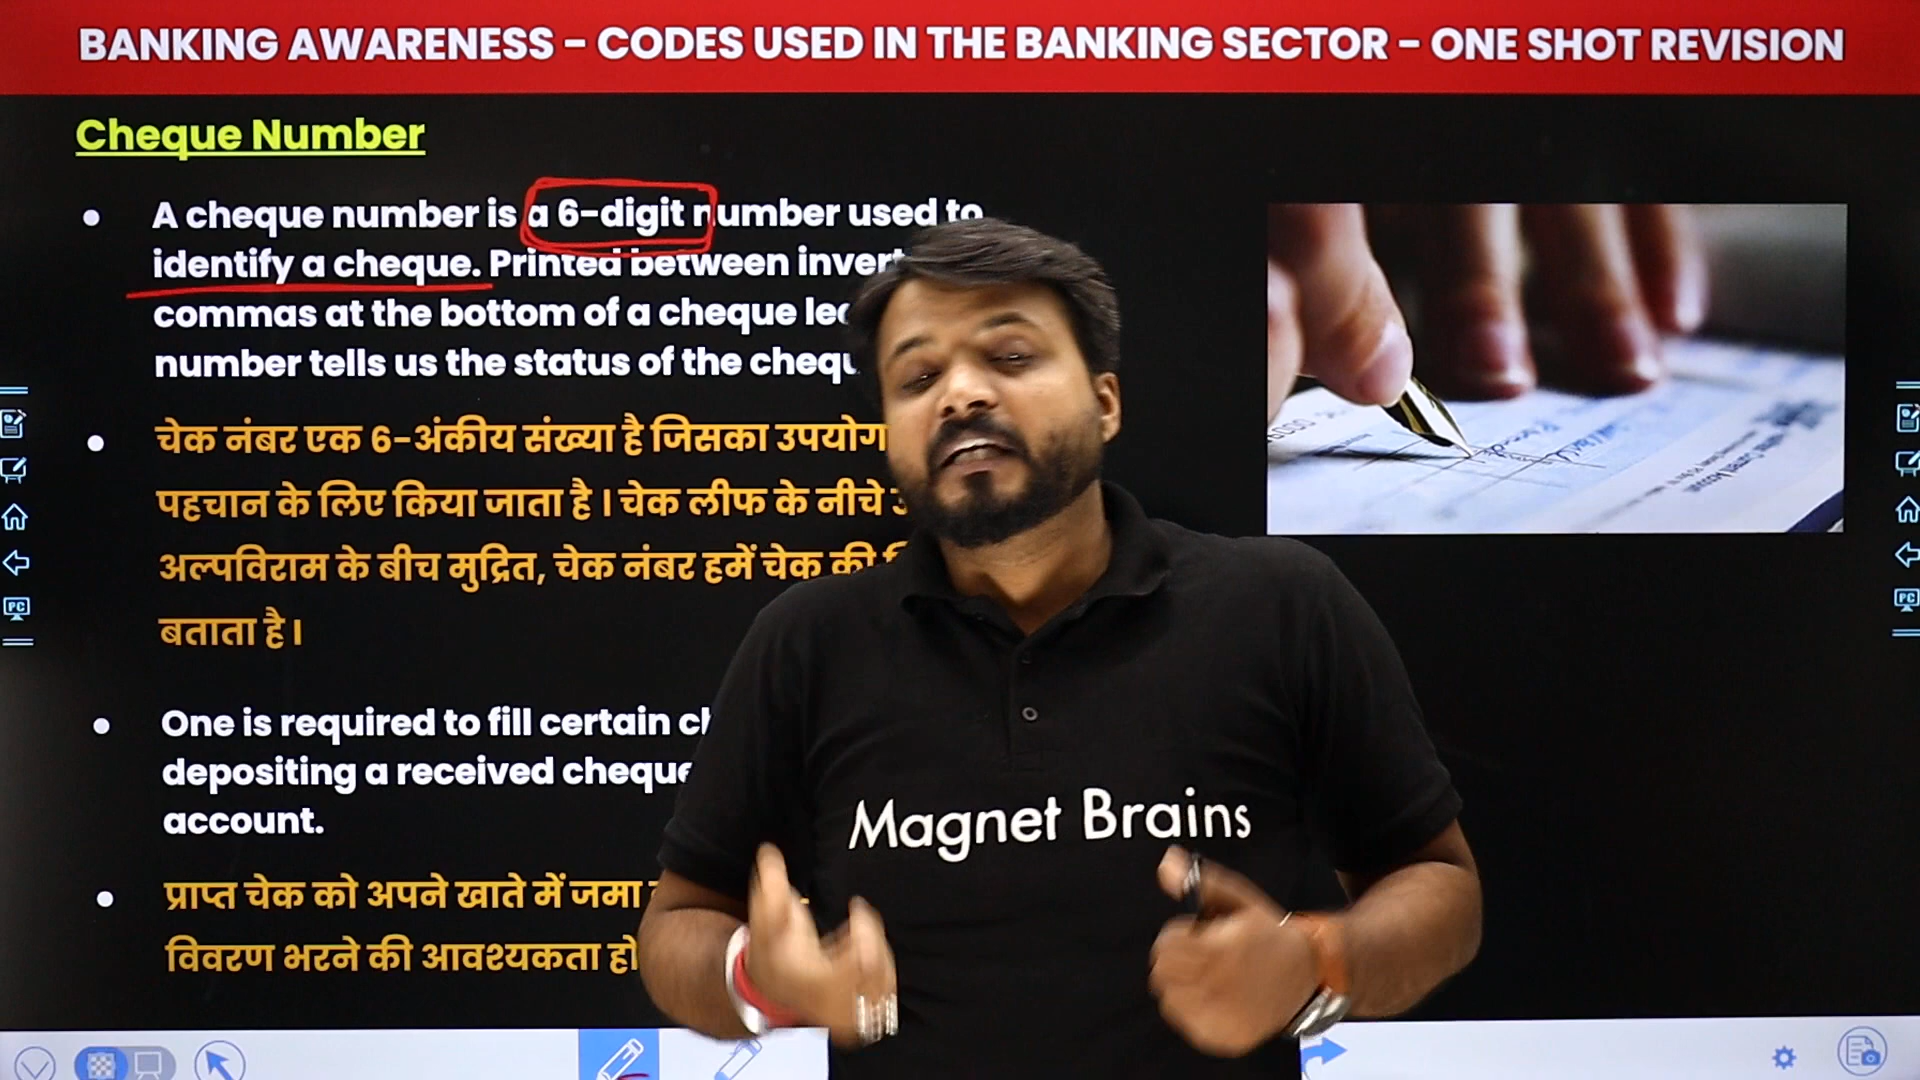 BANKING AWARENESS – CODES USED IN THE BANKING SECTOR – ONE SHOT REVISION
Cheque Number
A cheque number is a 6-digit number used to
identify a cheque. Printed between
commas at the bottom of a cheque
number tells us the status of the
चेक नंबर एक 6-अंकीय संख्या है जिसका उपयोग
पहचान के लिए किया जाता है । चेक लीफ के नीचे
अल्पविराम के बीच मुद्रित, चेक नंबर हमें चेक की
बताता है ।
One is required to fill certain
depositing a received cheque
account.
प्राप्त चेक को अपने खाते में जमा
विवरण भरने की आवश्यकता
Magnet Brains
PC
PC